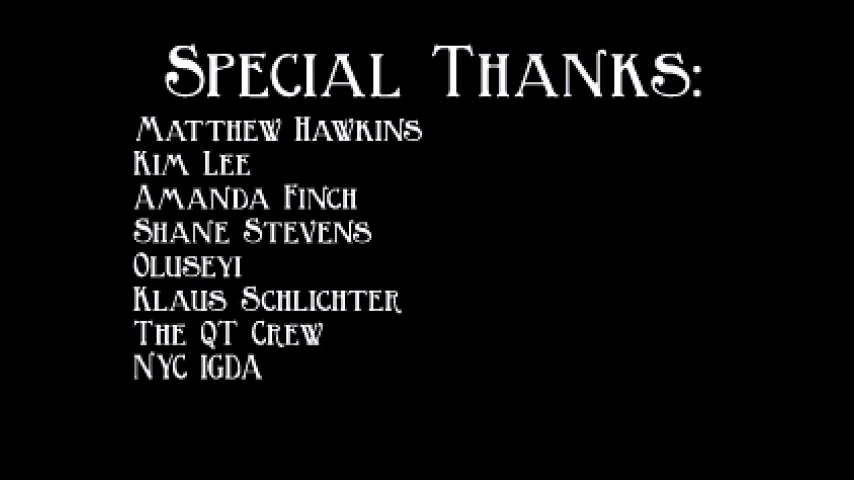 Special Thanks:
Matthew Hawkins
Kim Lee
Amanda Finch
Shane Stevens
Oluseyi
Klaus Schlichter
The QT Crew
NYC IGDA